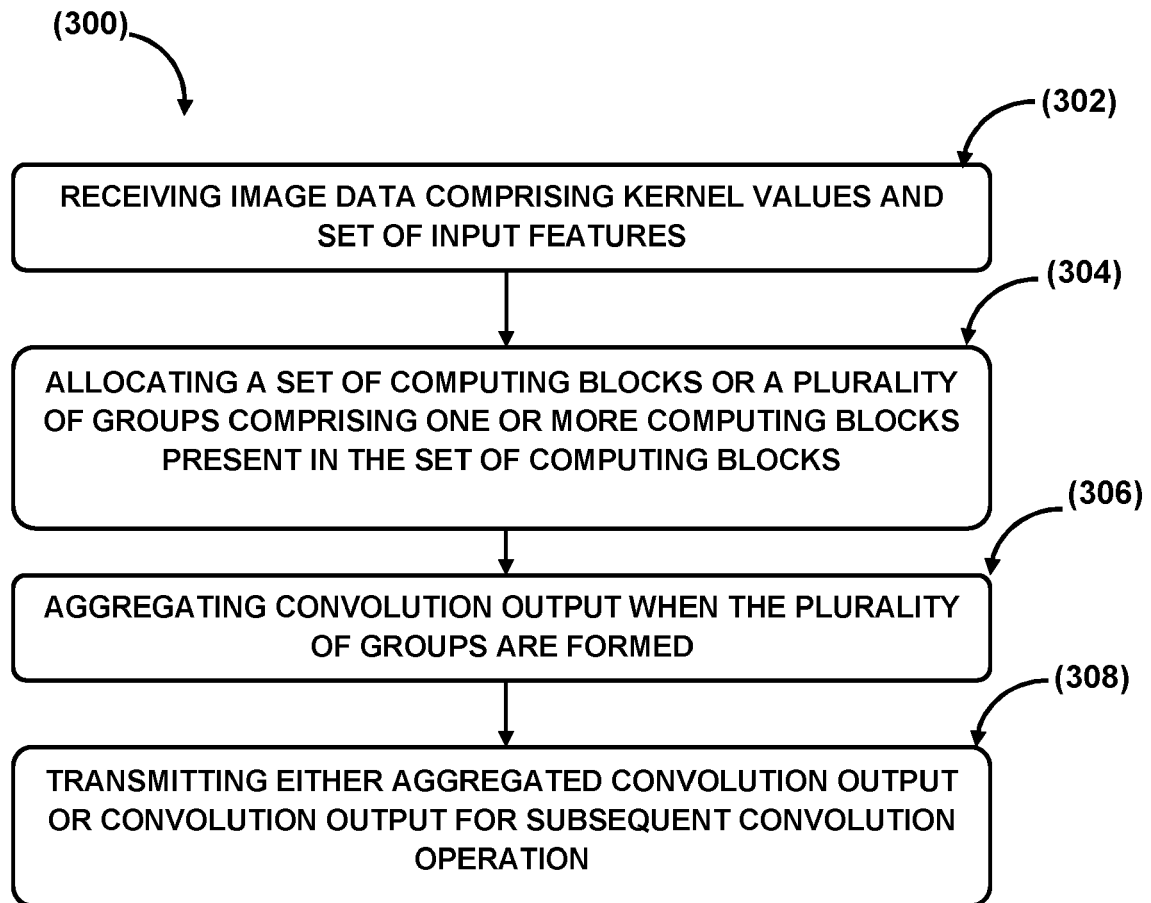 (300)
(302)
RECEIVING IMAGE DATA COMPRISING KERNEL VALUES AND
SET OF INPUT FEATURES
(304)
ALLOCATING A SET OF COMPUTING BLOCKS OR A PLURALITY
OF GROUPS COMPRISING ONE OR MORE COMPUTING BLOCKS
PRESENT IN THE SET OF COMPUTING BLOCKS
(306)
AGGREGATING CONVOLUTION OUTPUT WHEN THE PLURALITY
OF GROUPS ARE FORMED
(308)
TRANSMITTING EITHER AGGREGATED CONVOLUTION OUTPUT
OR CONVOLUTION OUTPUT FOR SUBSEQUENT CONVOLUTION
OPERATION